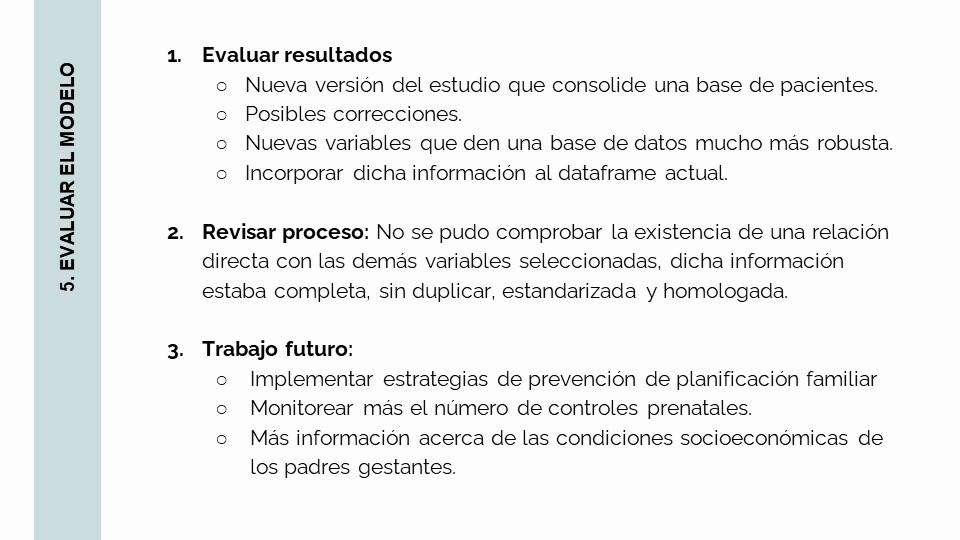 5. EVALUAR EL MODELO
1. Evaluar resultados
○ Nueva versión del estudio que consolide una base de pacientes.
○ Posibles correcciones.
○ Nuevas variables que den una base de datos mucho más robusta.
○ Incorporar dicha información al dataframe actual.
2. Revisar proceso: No se pudo comprobar la existencia de una relación
directa con las demás variables seleccionadas, dicha información
estaba completa, sin duplicar, estandarizada y homologada.
3. Trabajo futuro:
○ Implementar estrategias de prevención de planificación familiar
○ Monitorear más el número de controles prenatales.
○ Más información acerca de las condiciones socioeconómicas de
los padres gestantes.